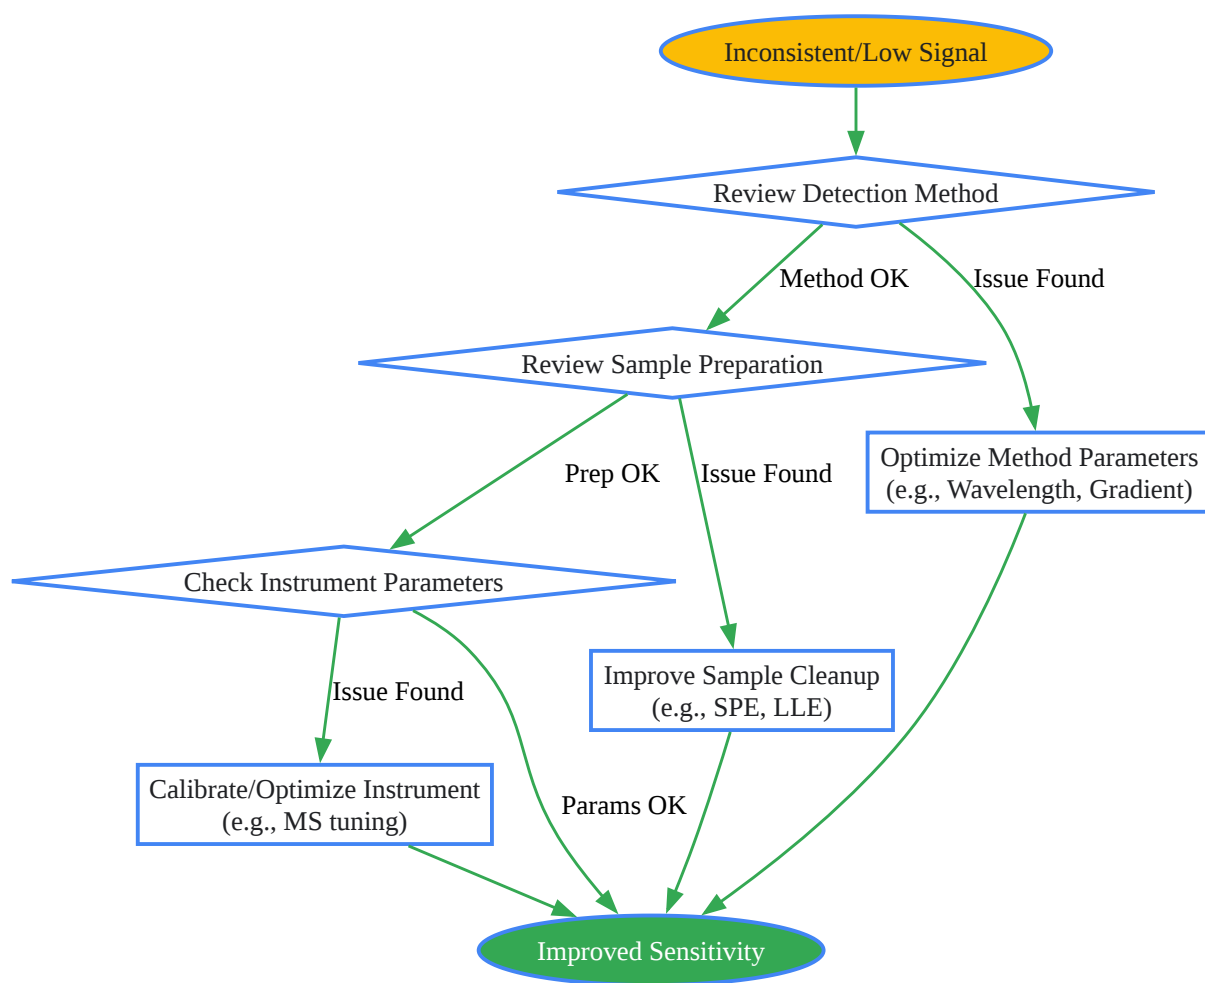 Inconsistent/Low Signal
Review Detection Method
Method OK
Issue Found
Review Sample Preparation
Optimize Method Parameters
(e.g., Wavelength, Gradient)
Prep OK
Issue Found
Check Instrument Parameters
Improve Sample Cleanup
(e.g., SPE, LLE)
Issue Found
Calibrate/Optimize Instrument
(e.g., MS tuning)
Params OK
Improved Sensitivity